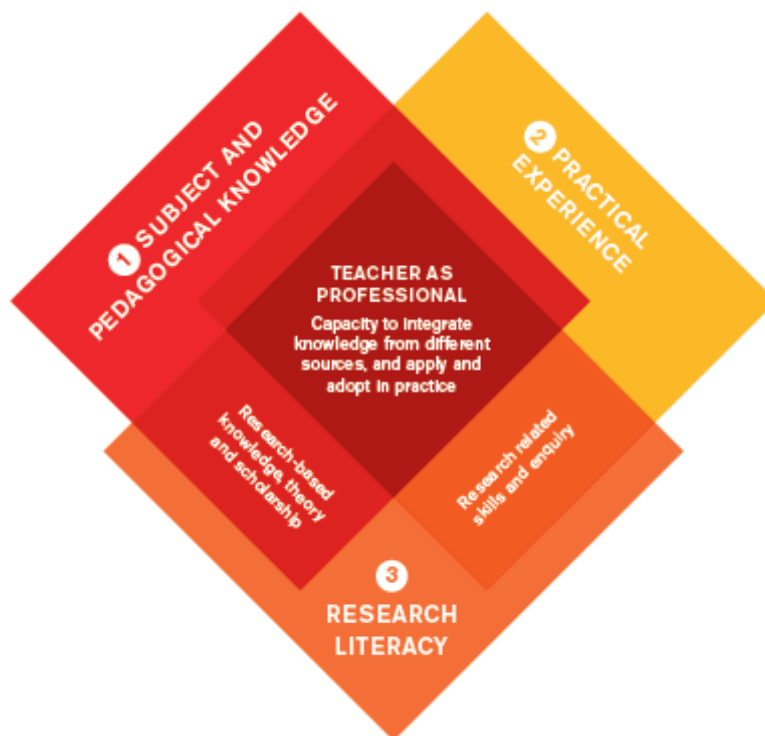 1 SUBJECT AND
PEDAGOGICAL KNOWLEDGE
2 PRACTICAL
EXPERIENCE
TEACHER AS
PROFESSIONAL
Capacity to integrate
knowledge from different
sources, and apply and
adopt in practice
Research-based
knowledge, theory
and scholarship
Research related
skills and enquiry
3
RESEARCH
LITERACY